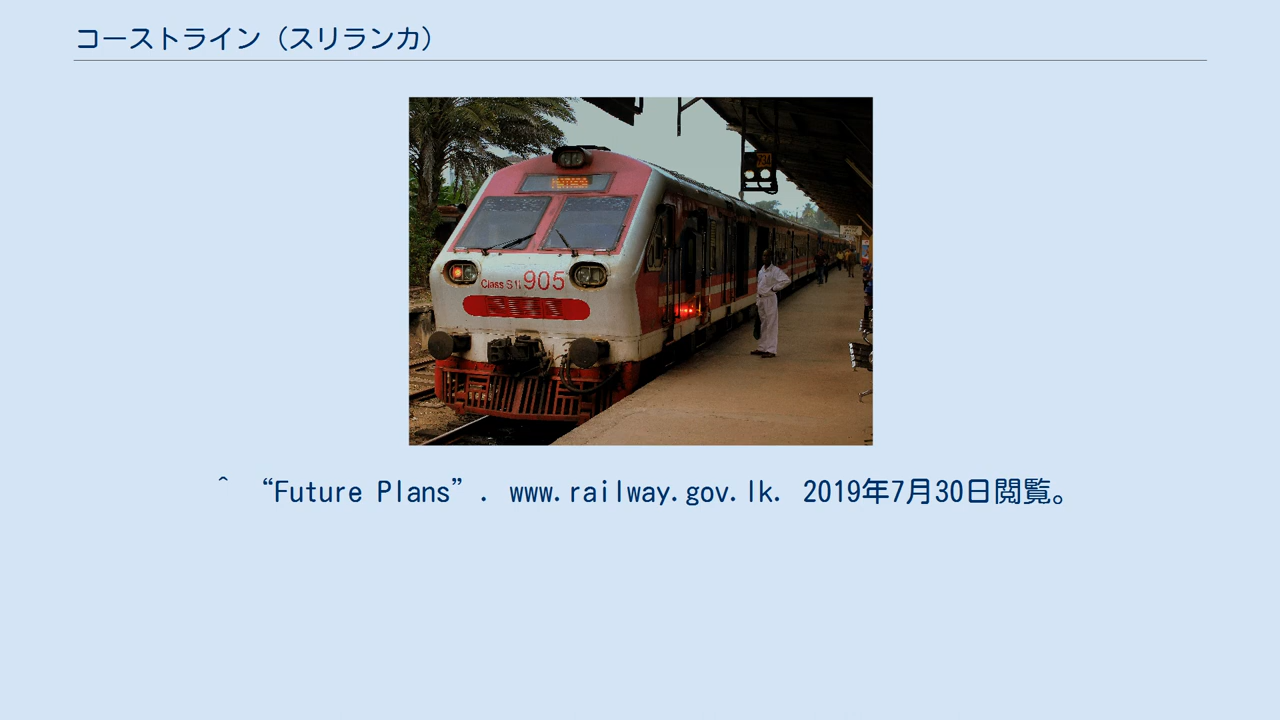 コーストライン（スリランカ）
Class S11 905
^ “Future Plans”. www.railway.gov.lk. 2019年7月30日閲覧。